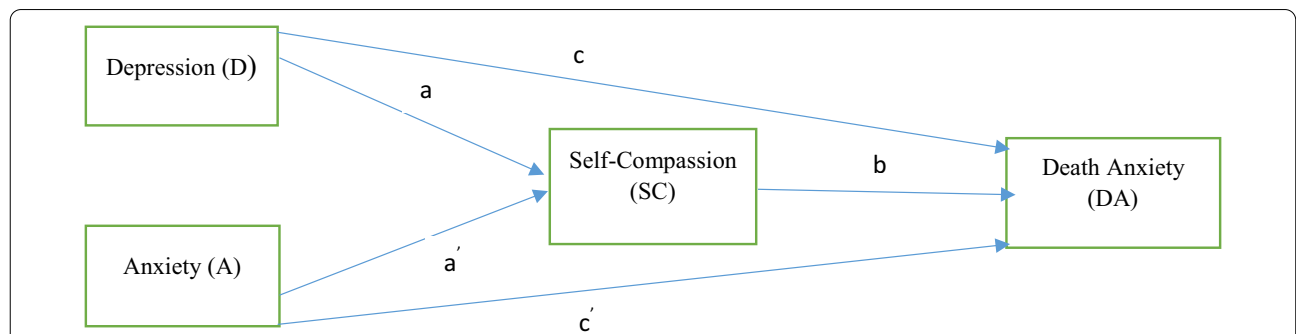 Depression (D)
c
a
Self-Compassion
(SC)
b
Death Anxiety
(DA)
Anxiety (A)
a'
c'